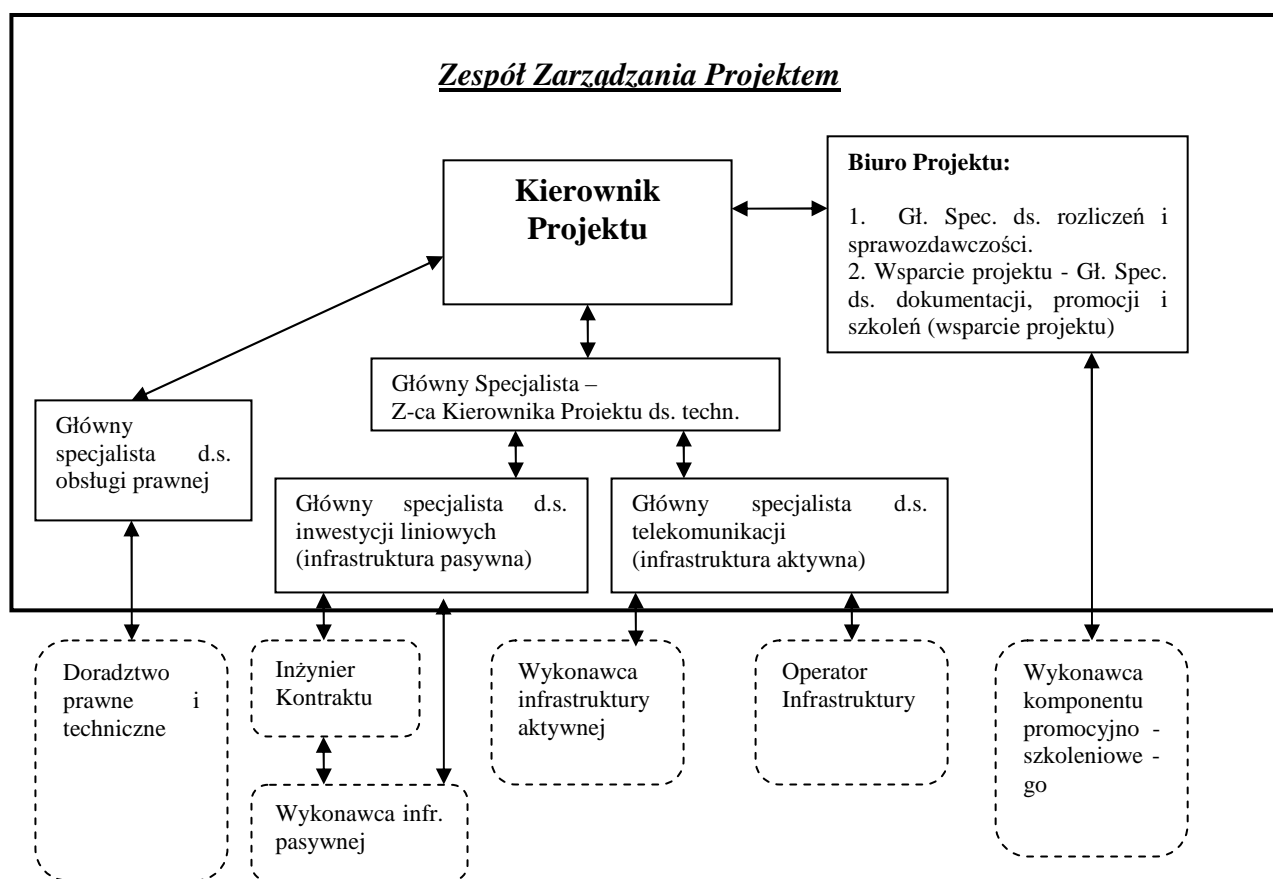 Zespół Zarządzania Projektem
Kierownik
Projektu
Biuro Projektu:
1. Gł. Spec. ds. rozliczeń i
sprawozdawczości.
2. Wsparcie projektu - Gł. Spec.
ds. dokumentacji, promocji i
szkoleń (wsparcie projektu)
Główny Specjalista –
Z-ca Kierownika Projektu ds. techn.
Główny
specjalista d.s.
obsługi prawnej
Główny specjalista d.s.
inwestycji liniowych
(infrastruktura pasywna)
Główny specjalista d.s.
telekomunikacji
(infrastruktura aktywna)
Doradztwo
prawne i
techniczne
Inżynier
Kontraktu
Wykonawca
infrastruktury
aktywnej
Operator
Infrastruktury
Wykonawca
komponentu
promocyjno -
szkoleniowe -
go
Wykonawca infr.
pasywnej